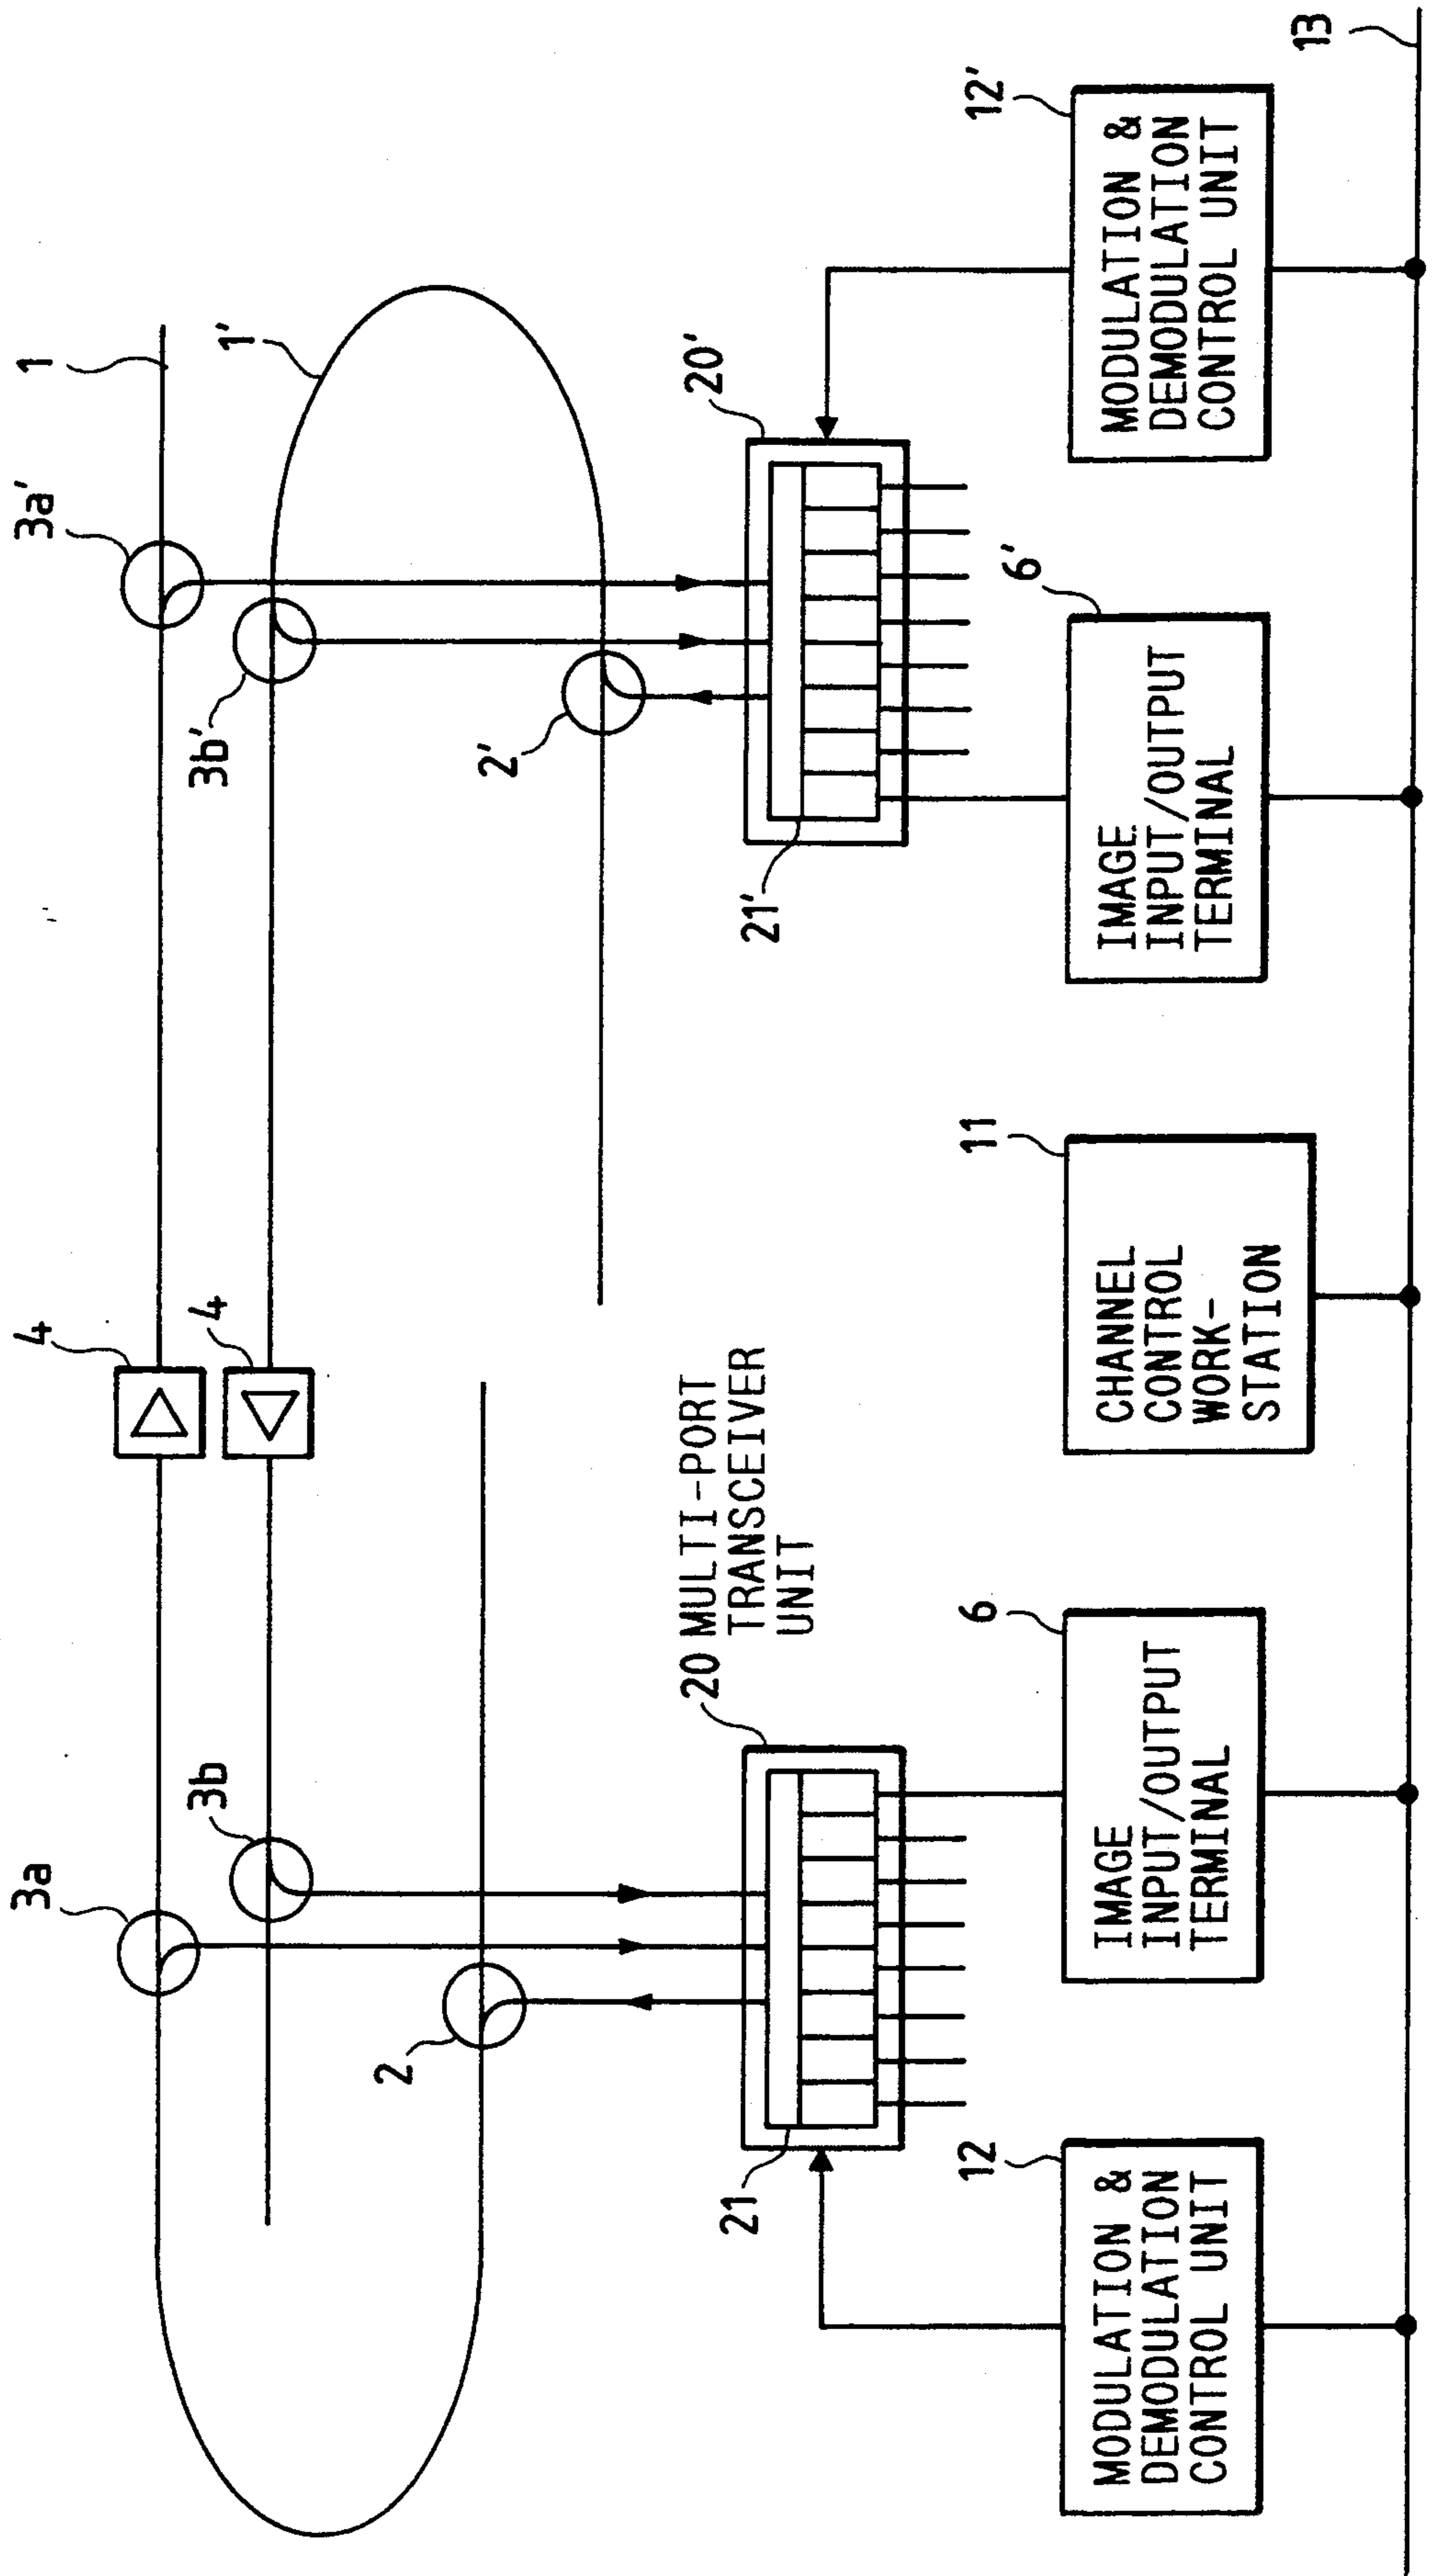 3a
3b
4
4
3a'
1
3b'
1'
2
2'
20 MULTI-PORT
TRANSCEIVER
UNIT
20'
21
21'
12
MODULATION &
DEMODULATION
CONTROL UNIT
6
IMAGE
INPUT/OUTPUT
TERMINAL
11
CHANNEL
CONTROL
WORK-
STATION
6'
IMAGE
INPUT/OUTPUT
TERMINAL
12'
MODULATION &
DEMODULATION
CONTROL UNIT
13